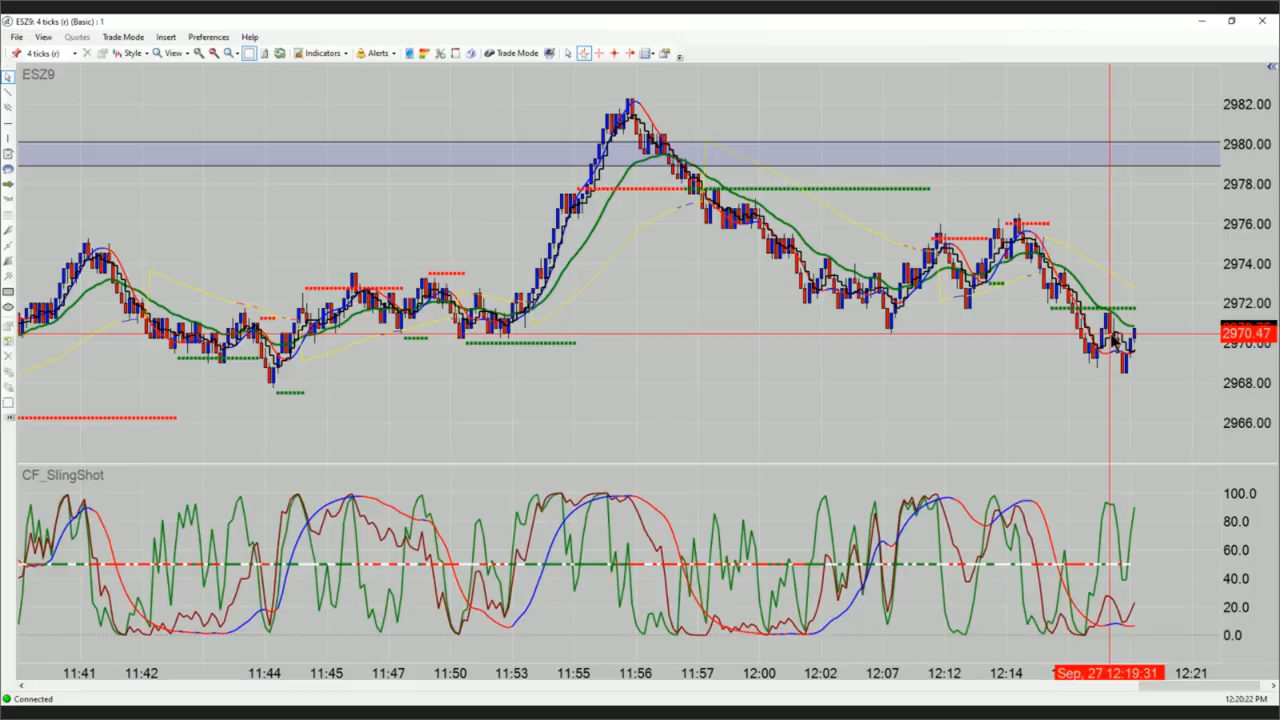 ESZ9: 4 ticks (r) (Basic) : 1
File View Quotes Trade Mode Insert Preferences Help
4 ticks (r) Style View Indicators Alerts Trade Mode
ESZ9
2982.00
2980.00
2978.00
2976.00
2974.00
2972.00
2970.47
2970.00
2968.00
2966.00
CF_SlingShot
100.0
80.0
60.0
40.0
20.0
0.0
11:41 11:42 11:44 11:45 11:47 11:50 11:53 11:55 11:56 11:57 12:00 12:02 12:07 12:12 12:14 Sep, 27 12:19:31 12:21
Connected 12:20:22 PM